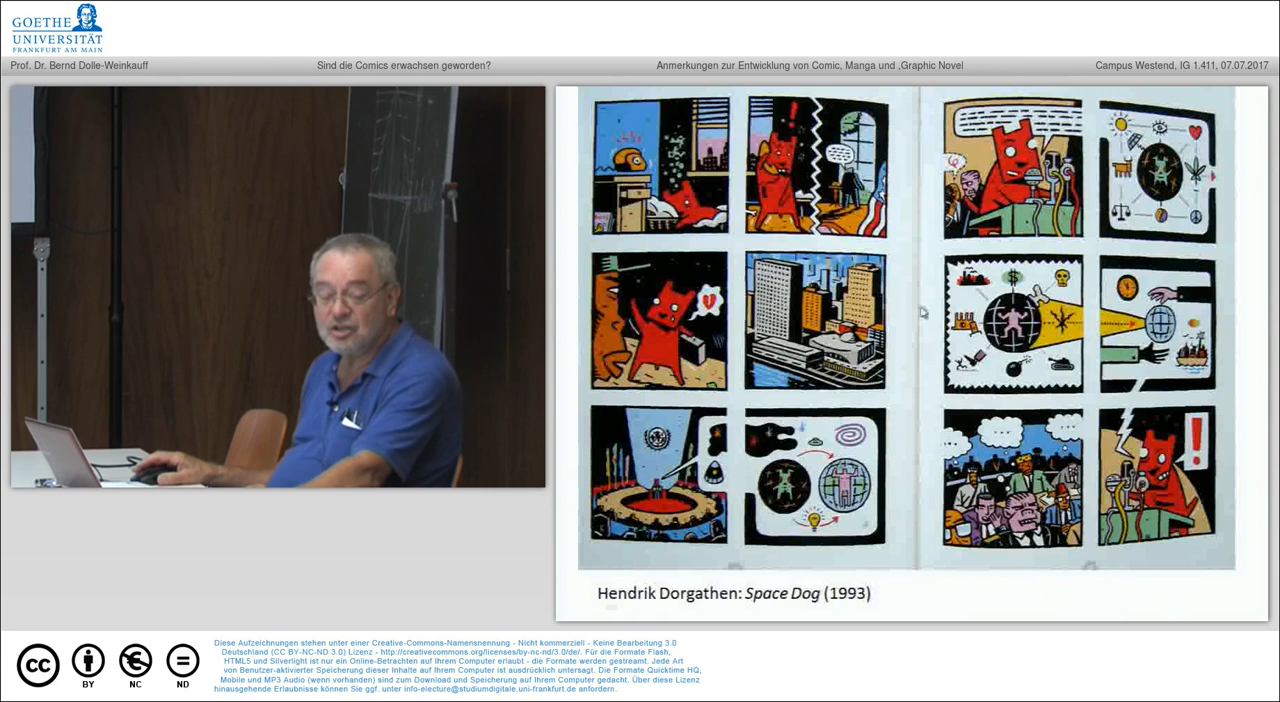 GOETHE
UNIVERSITÄT
FRANKFURT AM MAIN
Prof. Dr. Bernd Dolle-Weinkauff
Sind die Comics erwachsen geworden?
Anmerkungen zur Entwicklung von Comic, Manga und ‚Graphic Novel
Campus Westend, IG 1.411, 07.07.2017
!
$
...
...
...
!
Hendrik Dorgathen: Space Dog (1993)
cc
BY
NC
ND
Diese Aufzeichnungen stehen unter einer Creative-Commons-Namensnennung - Nicht kommerziell - Keine Bearbeitung 3.0
Deutschland (CC BY-NC-ND 3.0) Lizenz - http://creativecommons.org/licenses/by-nc-nd/3.0/de/. Für die Formate Flash,
HTML5 und Silverlight ist nur ein Online-Betrachten auf Ihrem Computer erlaubt - die Formate werden gestreamt. Jede Art
von Benutzer-aktivierter Speicherung dieser Inhalte auf Ihrem Computer ist ausdrücklich untersagt. Die Formate Quicktime HQ,
Mobile und MP3 Audio (wenn vorhanden) sind zum Download und Speicherung auf Ihrem Computer gedacht. Über diese Lizenz
hinausgehende Erlaubnisse können Sie ggf. unter info-electure@studiumdigitale.uni-frankfurt.de anfordern.